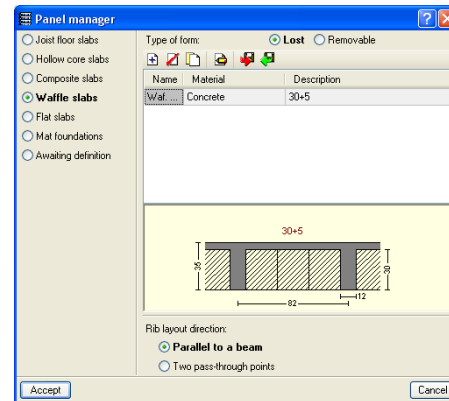 Panel manager
Joist floor slabs
Hollow core slabs
Composite slabs
Waffle slabs
Flat slabs
Mat foundations
Awaiting definition
Type of form: Lost Removable
Name Material Description
Waf. ... Concrete 30+5
30+5
35
30
12
82
Rib layout direction:
Parallel to a beam
Two pass-through points
Accept
Cancel